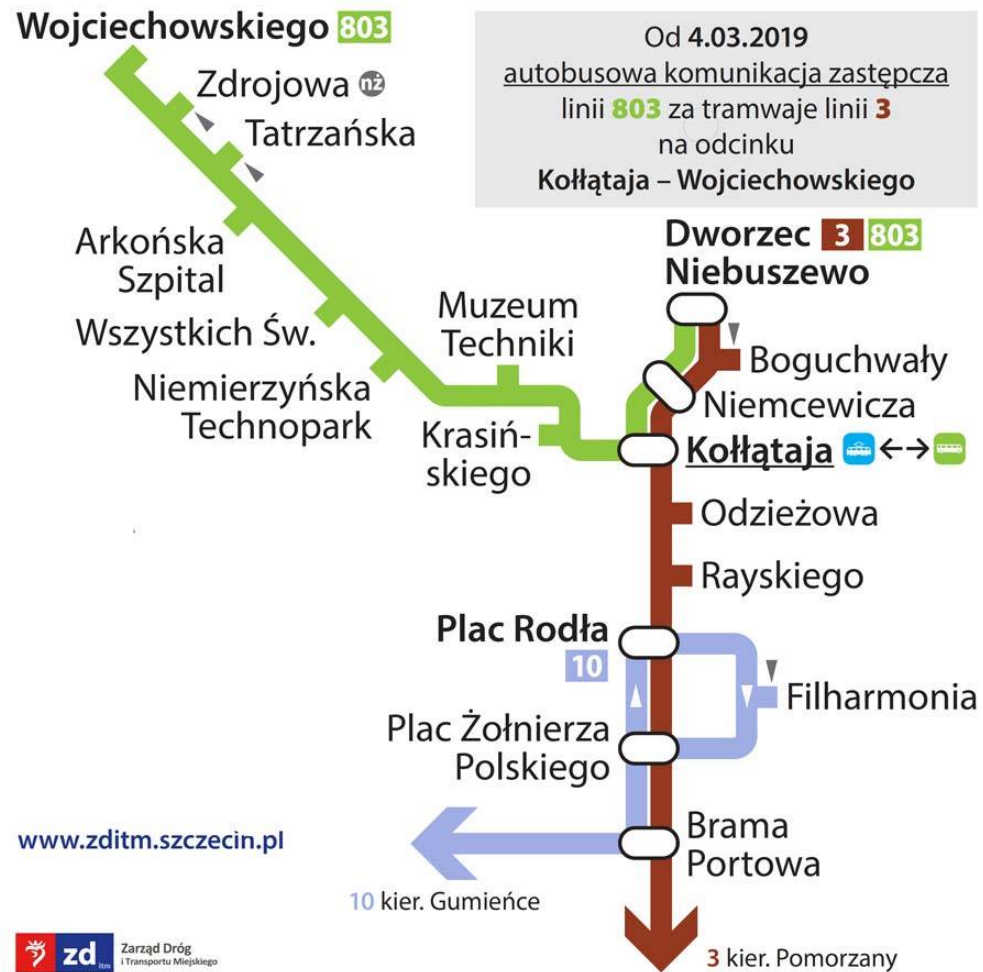 Wojciechowskiego 803
Zdrojowa nż
Tatrzańska
Od 4.03.2019
autobusowa komunikacja zastępcza
linii 803 za tramwaje linii 3
na odcinku
Kołłątaja – Wojciechowskiego
Arkońska
Szpital
Wszystkich Św.
Niemierzyńska
Technopark
Muzeum
Techniki
Krasiń-
skiego
Dworzec 3 803
Niebuszewo
Boguchwały
Niemcewicza
Kołłątaja
Odzieżowa
Rayskiego
Plac Rodła
10
Filharmonia
Plac Żołnierza
Polskiego
Brama
Portowa
www.zditm.szczecin.pl
10 kier. Gumieńce
3 kier. Pomorzany
zd itm
Zarząd Dróg
i Transportu Miejskiego